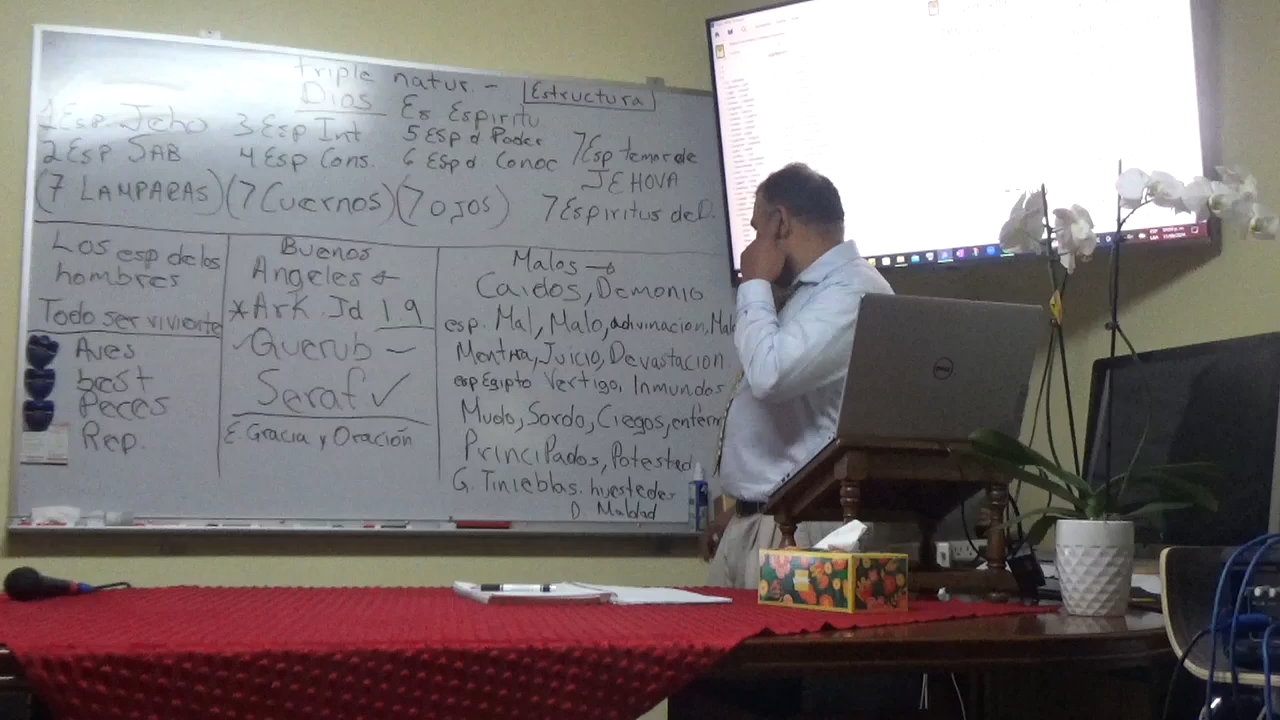 triple natur. - Estructura
Dios Es Espiritu
1 Esp. Jeho 3 Esp Int 5 ESP d Poder
2 ESP SAB 4 Esp Cons. 6 ESP d Conoc 7 Esp temor de
JEHOVA
(7 LAMPARAS) (7 Cuernos) (7 OJOS) 7 Espiritus de D.
Los esp de los
hombres
Todo ser viviente
Aves
best
Peces
Rep.
Buenos
Angeles
*Ark. Jd 1.9
Querub -
Seraf ✓
E. Gracia y Oración
Malos
Caidos, Demonio
esp. Mal, Malo, adivinacion, Malo
Mentira, Juicio, Devastacion
esp Egipto Vertigo, Inmundos
Mudo, Sordo, Ciegos, enferm
Principados, Potestad
G. Tinieblas. huestedes
D. Maldad
DELL